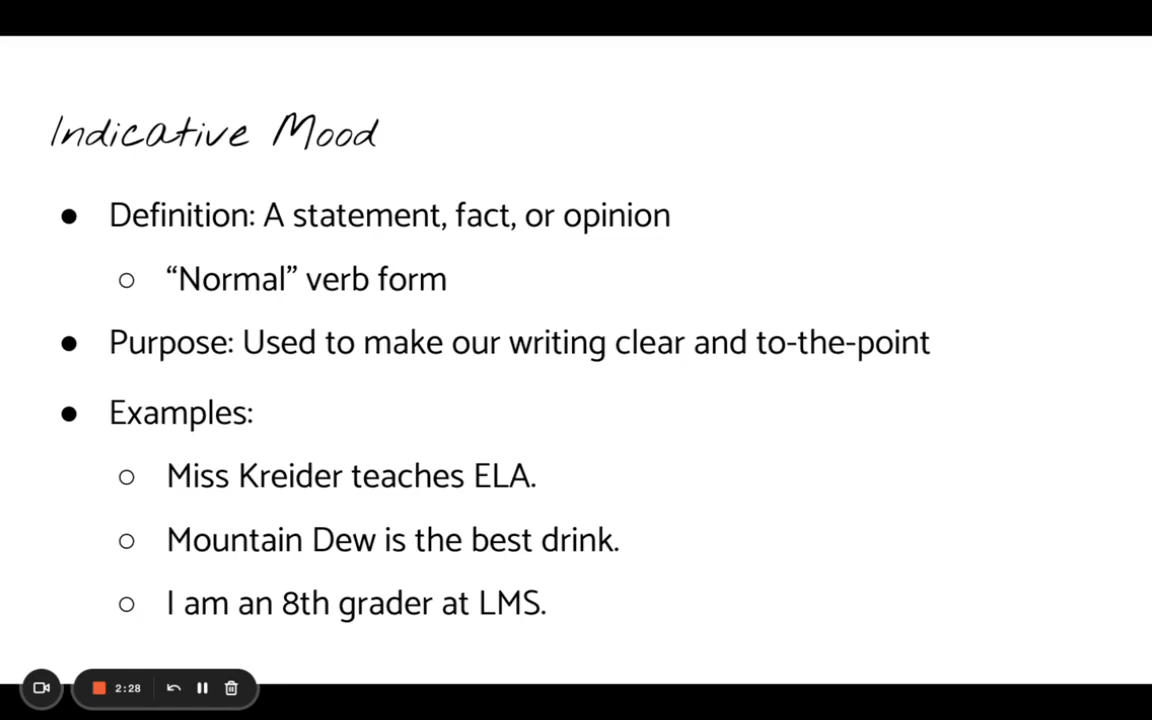 Indicative Mood
● Definition: A statement, fact, or opinion
○ “Normal” verb form
● Purpose: Used to make our writing clear and to-the-point
● Examples:
○ Miss Kreider teaches ELA.
○ Mountain Dew is the best drink.
○ I am an 8th grader at LMS.
2:28